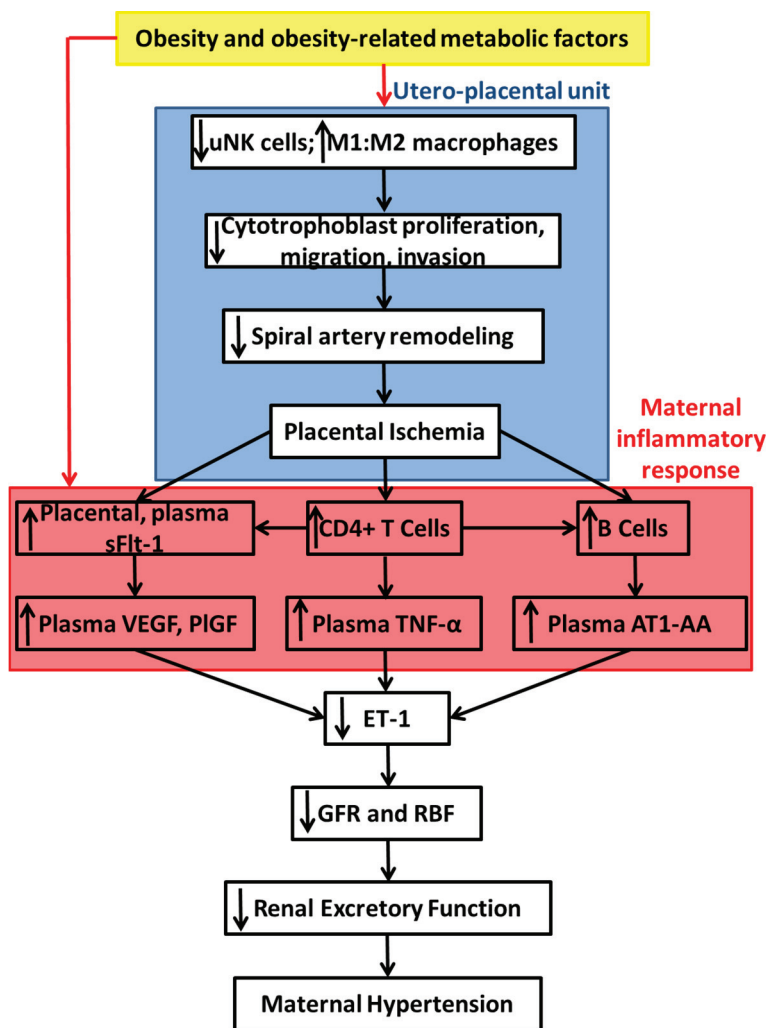 Obesity and obesity-related metabolic factors
Utero-placental unit
↓uNK cells; ↑M1:M2 macrophages
↓Cytotrophoblast proliferation,
migration, invasion
↓ Spiral artery remodeling
Placental Ischemia
Maternal
inflammatory
response
↑Placental, plasma
sFlt-1
↑CD4+ T Cells
↑B Cells
↑Plasma VEGF, PlGF
↑Plasma TNF-α
↑ Plasma AT1-AA
↓ ET-1
↓GFR and RBF
↓Renal Excretory Function
Maternal Hypertension